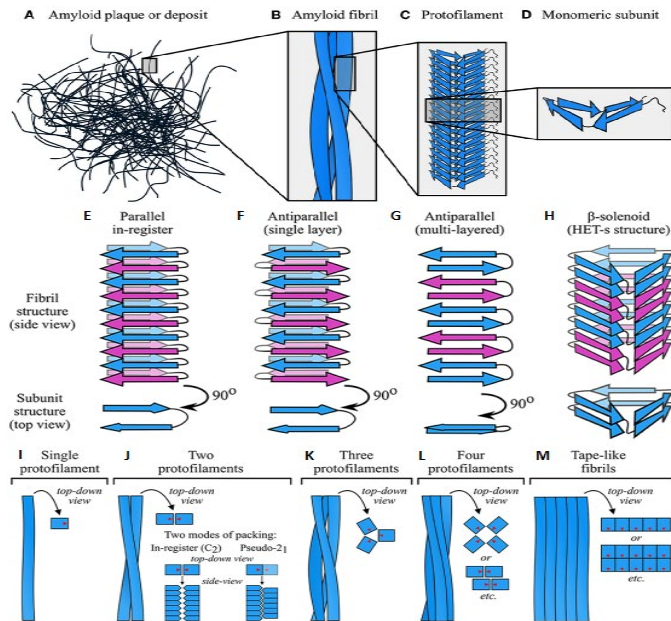 A Amyloid plaque or deposit
B Amyloid fibril
C Protofilament
D Monomeric subunit
E Parallel
in-register
F Antiparallel
(single layer)
G Antiparallel
(multi-layered)
H β-solenoid
(HET-s structure)
Fibril
structure
(side view)
90°
90°
90°
Subunit
structure
(top view)
I Single
protofilament
J Two
protofilaments
K Three
protofilaments
L Four
protofilaments
M Tape-like
fibrils
top-down
view
top-down
view
Two modes of packing:
In-register (C2) Pseudo-21
top-down view
side-view
top-down
view
top-down
view
or
etc.
top-down
view
or
etc.